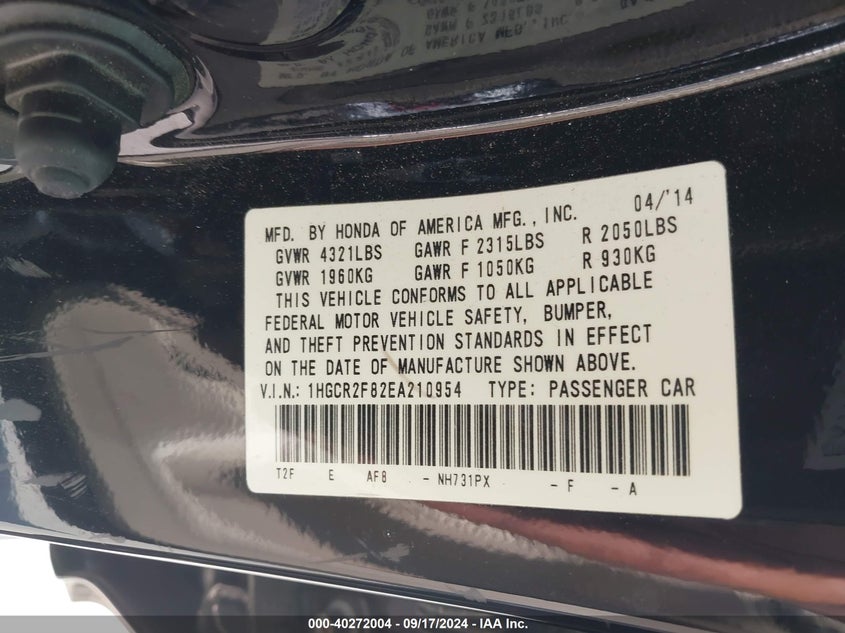 MFD. BY HONDA OF AMERICA MFG., INC. 04/'14
GVWR 4321LBS GAWR F 2315LBS R 2050LBS
GVWR 1960KG GAWR F 1050KG R 930KG
THIS VEHICLE CONFORMS TO ALL APPLICABLE
FEDERAL MOTOR VEHICLE SAFETY, BUMPER,
AND THEFT PREVENTION STANDARDS IN EFFECT
ON THE DATE OF MANUFACTURE SHOWN ABOVE.
V.I.N.: 1HGCR2F82EA210954 TYPE: PASSENGER CAR
T2F E AF8 - NH731PX - F - A
000-40272004 - 09/17/2024 - IAA Inc.